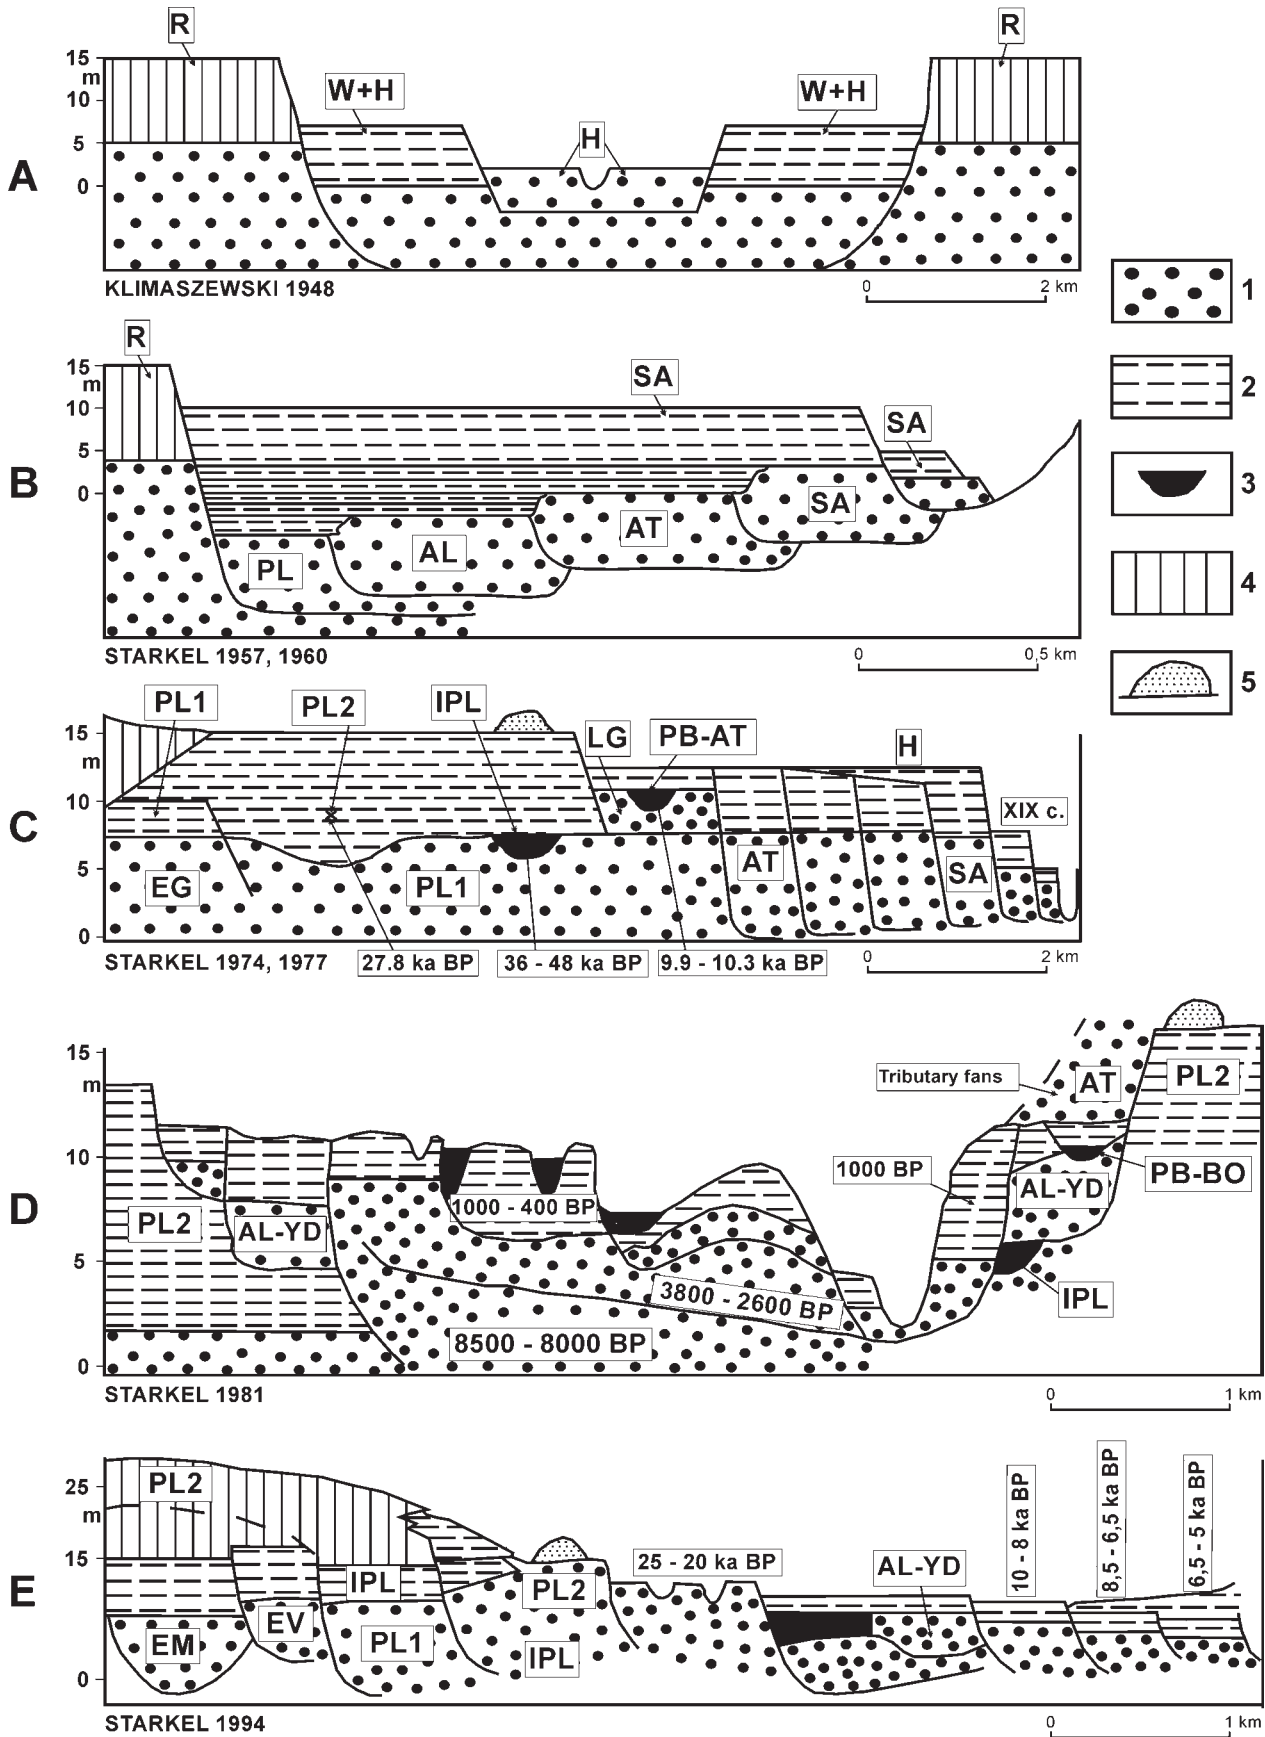 R
R
15
m
10
5
0
W+H
W+H
H
A
KLIMASZEWSKI 1948
0 2 km
1
2
3
4
5
R
15
m
10
5
0
SA
SA
B
SA
AT
AL
PL
STARKEL 1957, 1960
0 0,5 km
PL1
PL2
IPL
LG
PB-AT
H
XIX c.
15
m
10
5
0
C
EG
PL1
AT
SA
STARKEL 1974, 1977
27.8 ka BP
36 - 48 ka BP
9.9 - 10.3 ka BP
0 2 km
15
m
10
5
0
D
Tributary fans
AT
PL2
1000 BP
PB-BO
AL-YD
IPL
PL2
AL-YD
1000 - 400 BP
3800 - 2600 BP
8500 - 8000 BP
STARKEL 1981
0 1 km
25
m
15
0
E
PL2
IPL
EM
EV
PL1
PL2
IPL
25 - 20 ka BP
AL-YD
10 - 8 ka BP
8,5 - 6,5 ka BP
6,5 - 5 ka BP
STARKEL 1994
0 1 km